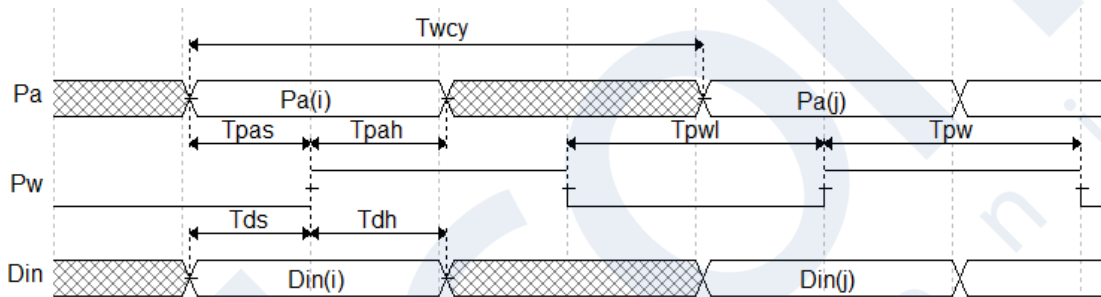 Twcy
Pa Pa(i) Pa(j)
Tpas Tpah Tpwl Tpw
Pw
Tds Tdh
Din Din(i) Din(j)